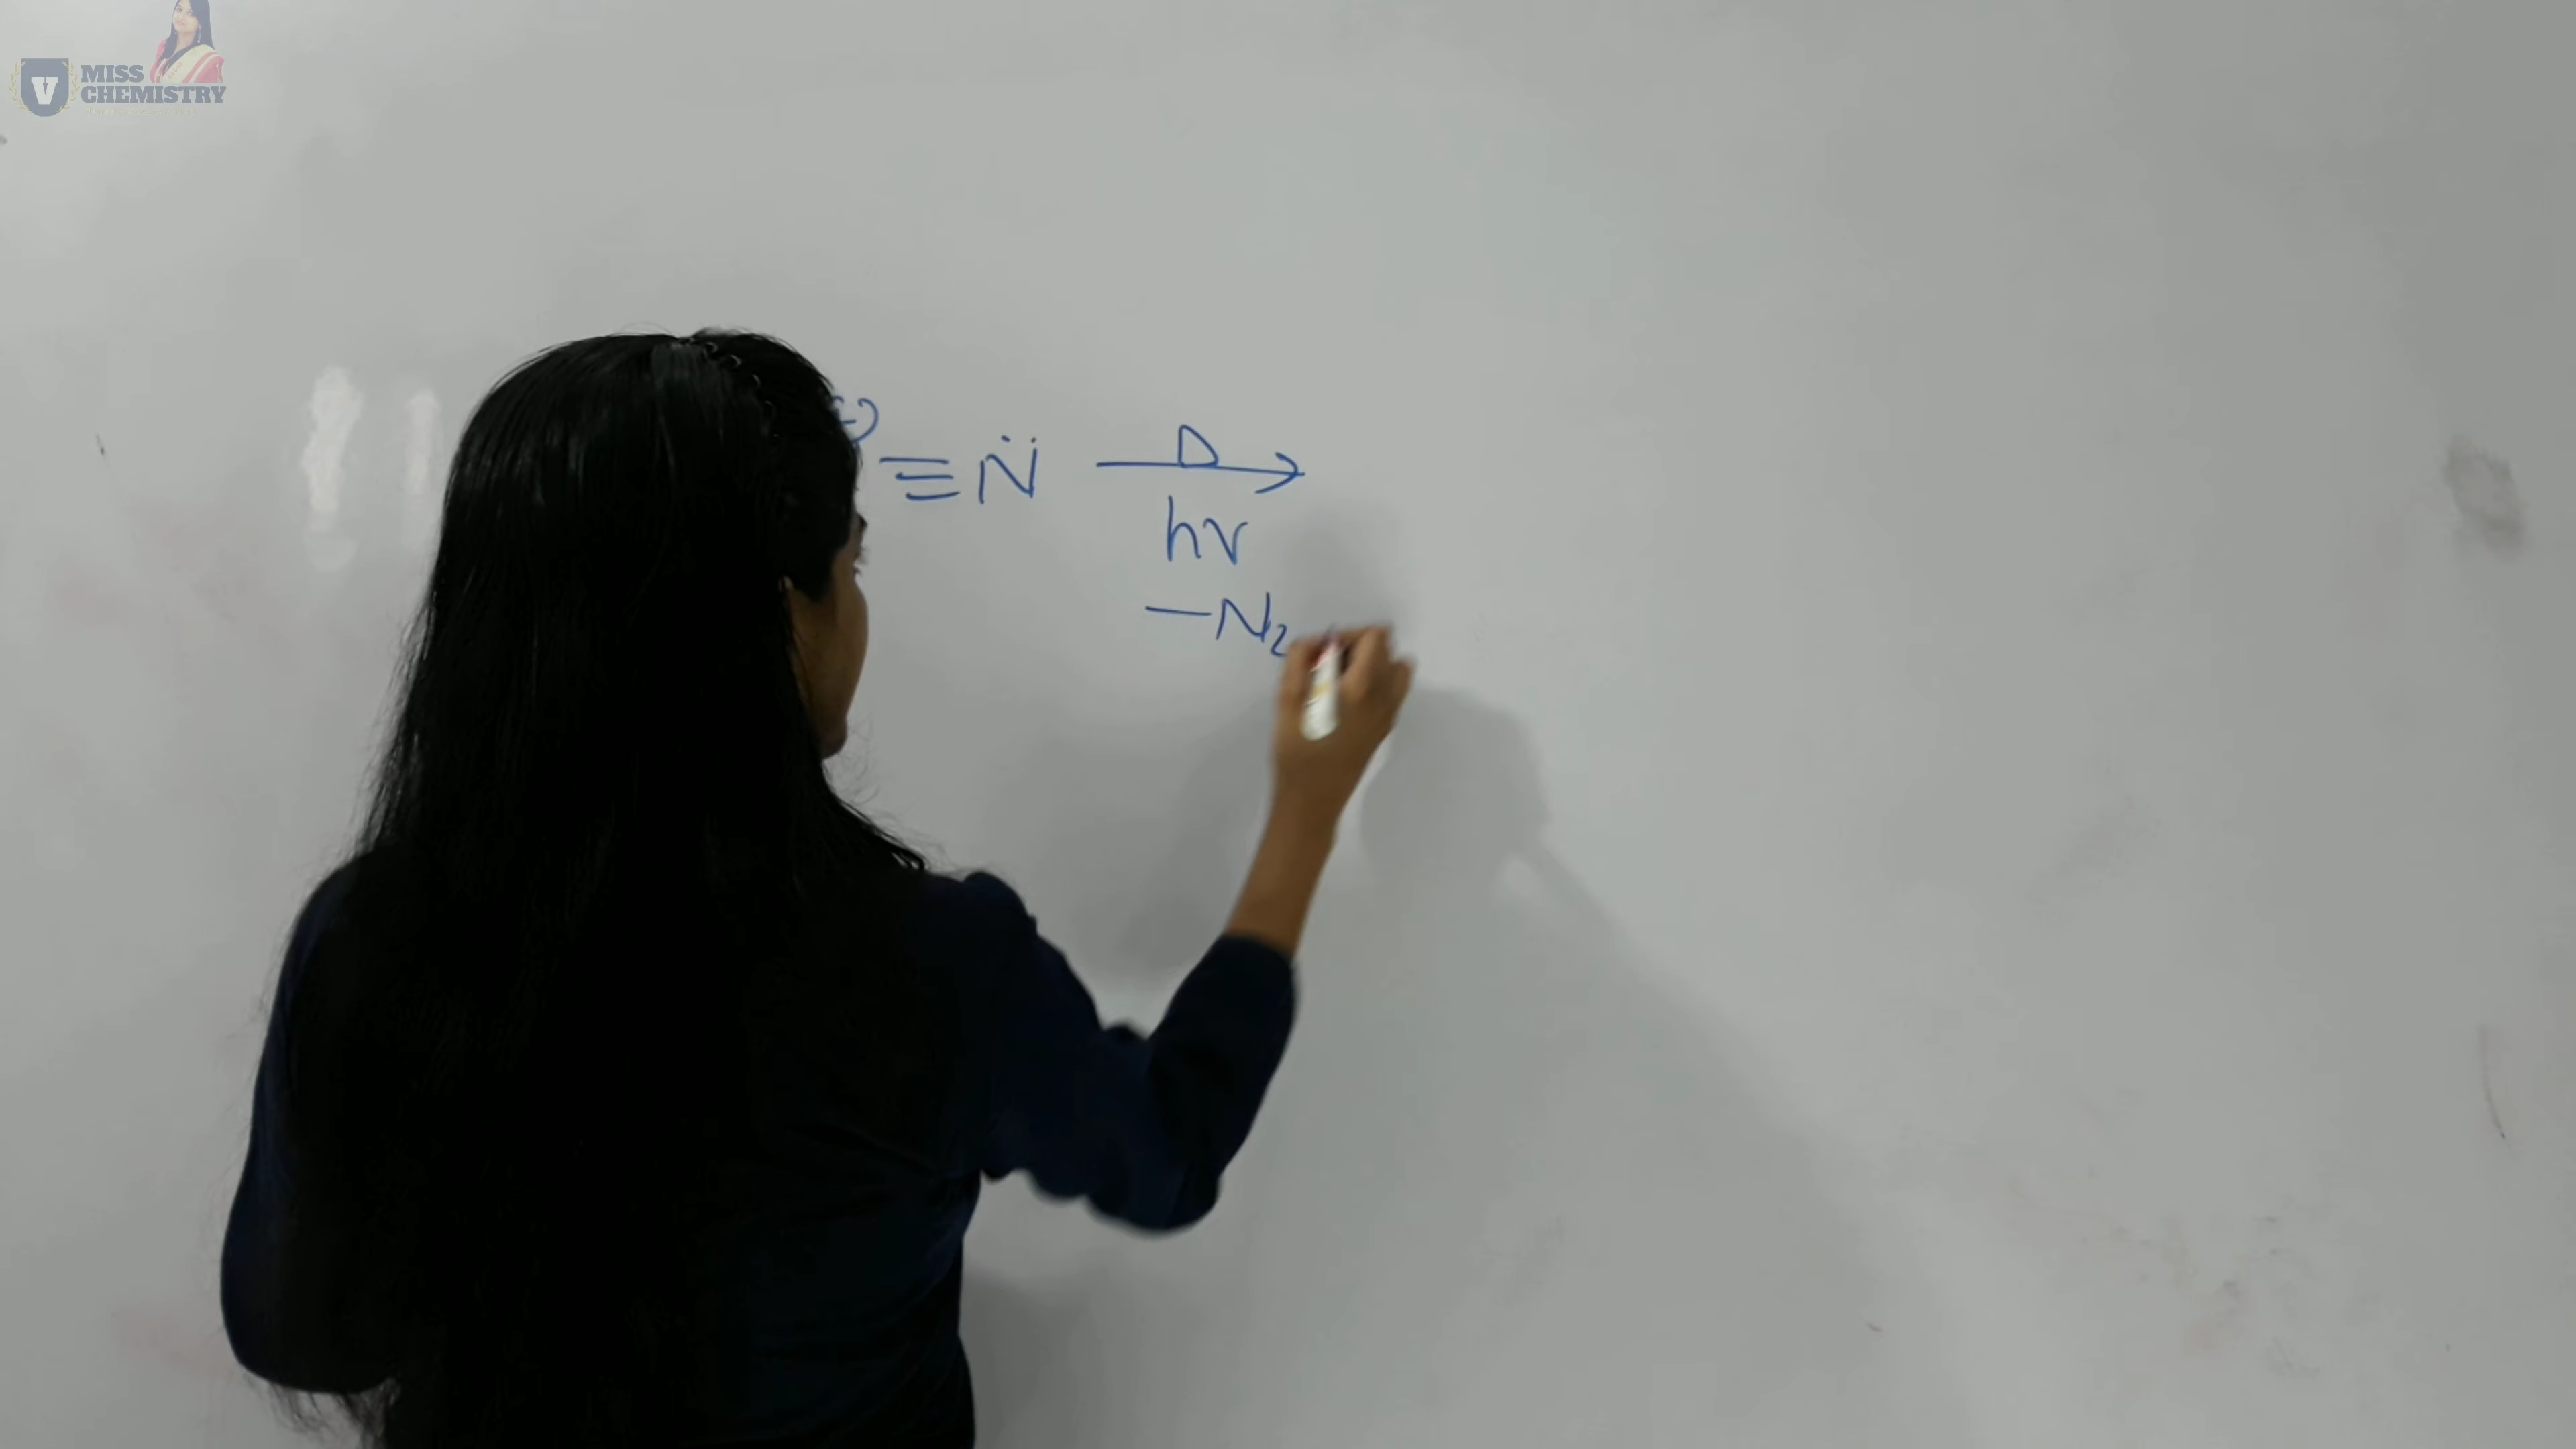 V MISS
CHEMISTRY
≡ N̈ →
Δ
hν
—N₂